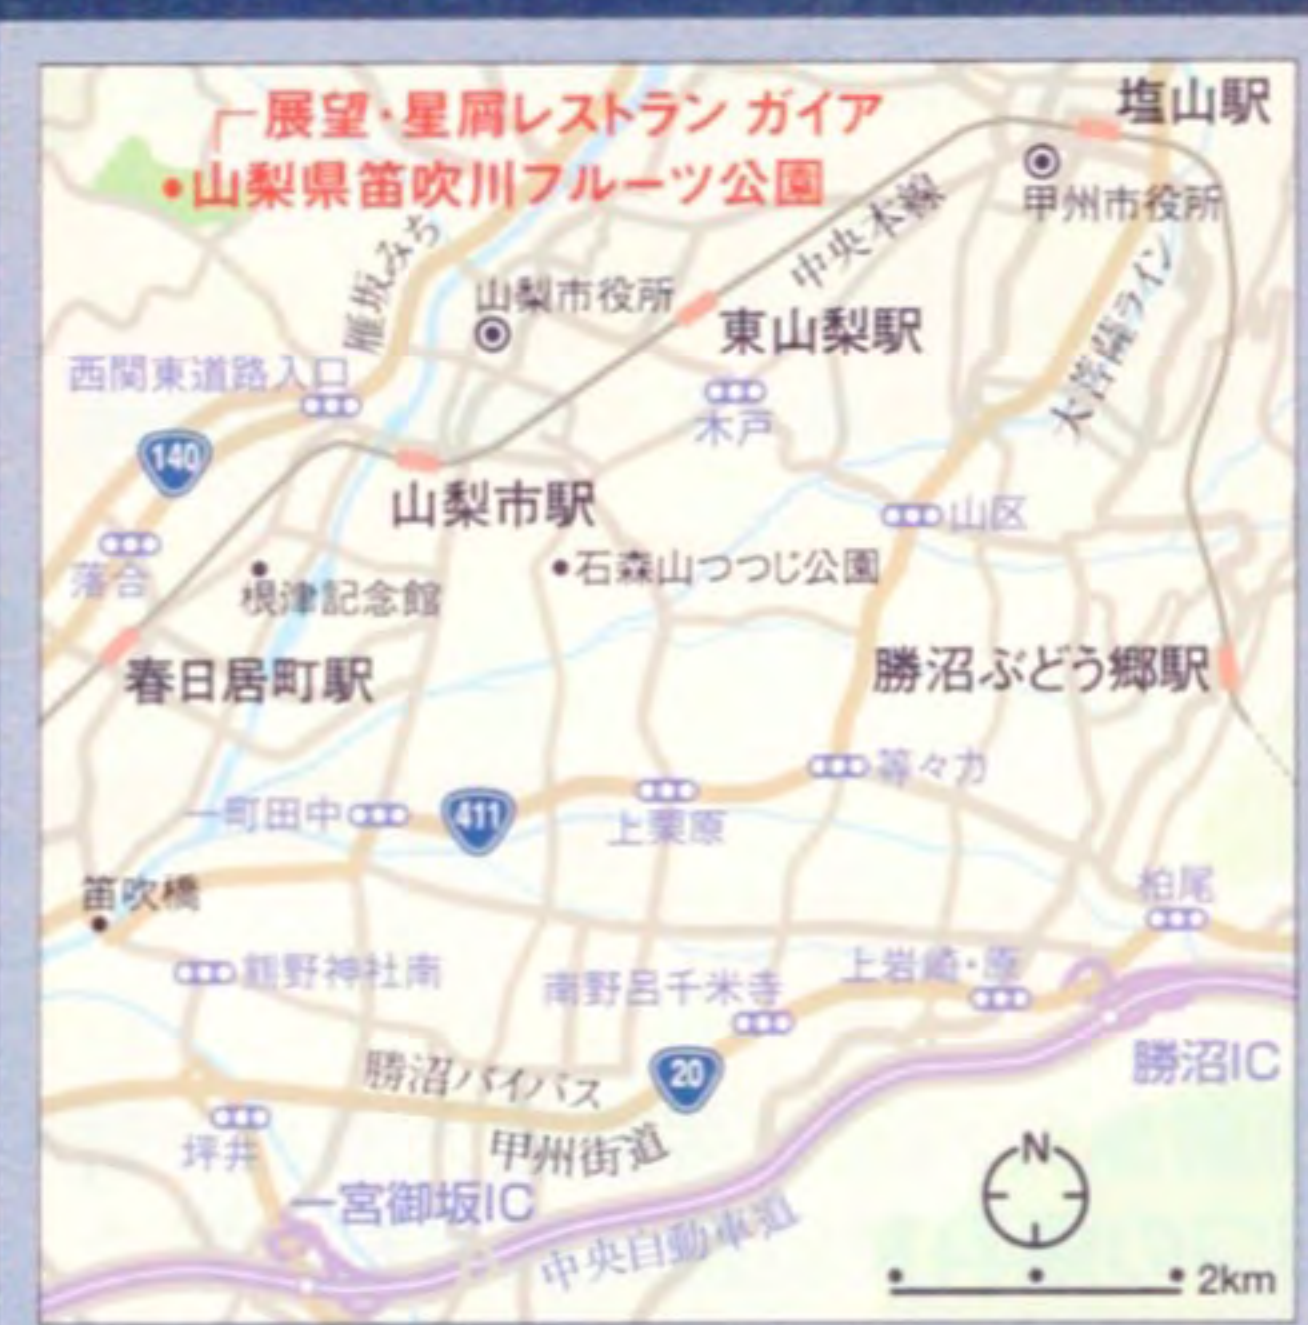 展望・星屑レストラン ガイア
山梨県笛吹川フルーツ公園
塩山駅
甲州市役所
雁坂みち
中央本線
山梨市役所
東山梨駅
大菩薩ライン
西関東道路入口
木戸
140
山梨市駅
山区
落合
根津記念館
石森山つつじ公園
春日居町駅
勝沼ぶどう郷駅
等々力
一町田中
411
上栗原
笛吹橋
柏尾
熊野神社南
南野呂千米寺
上岩崎・原
勝沼バイパス
20
勝沼IC
坪井
甲州街道
N
一宮御坂IC
中央自動車道
2km